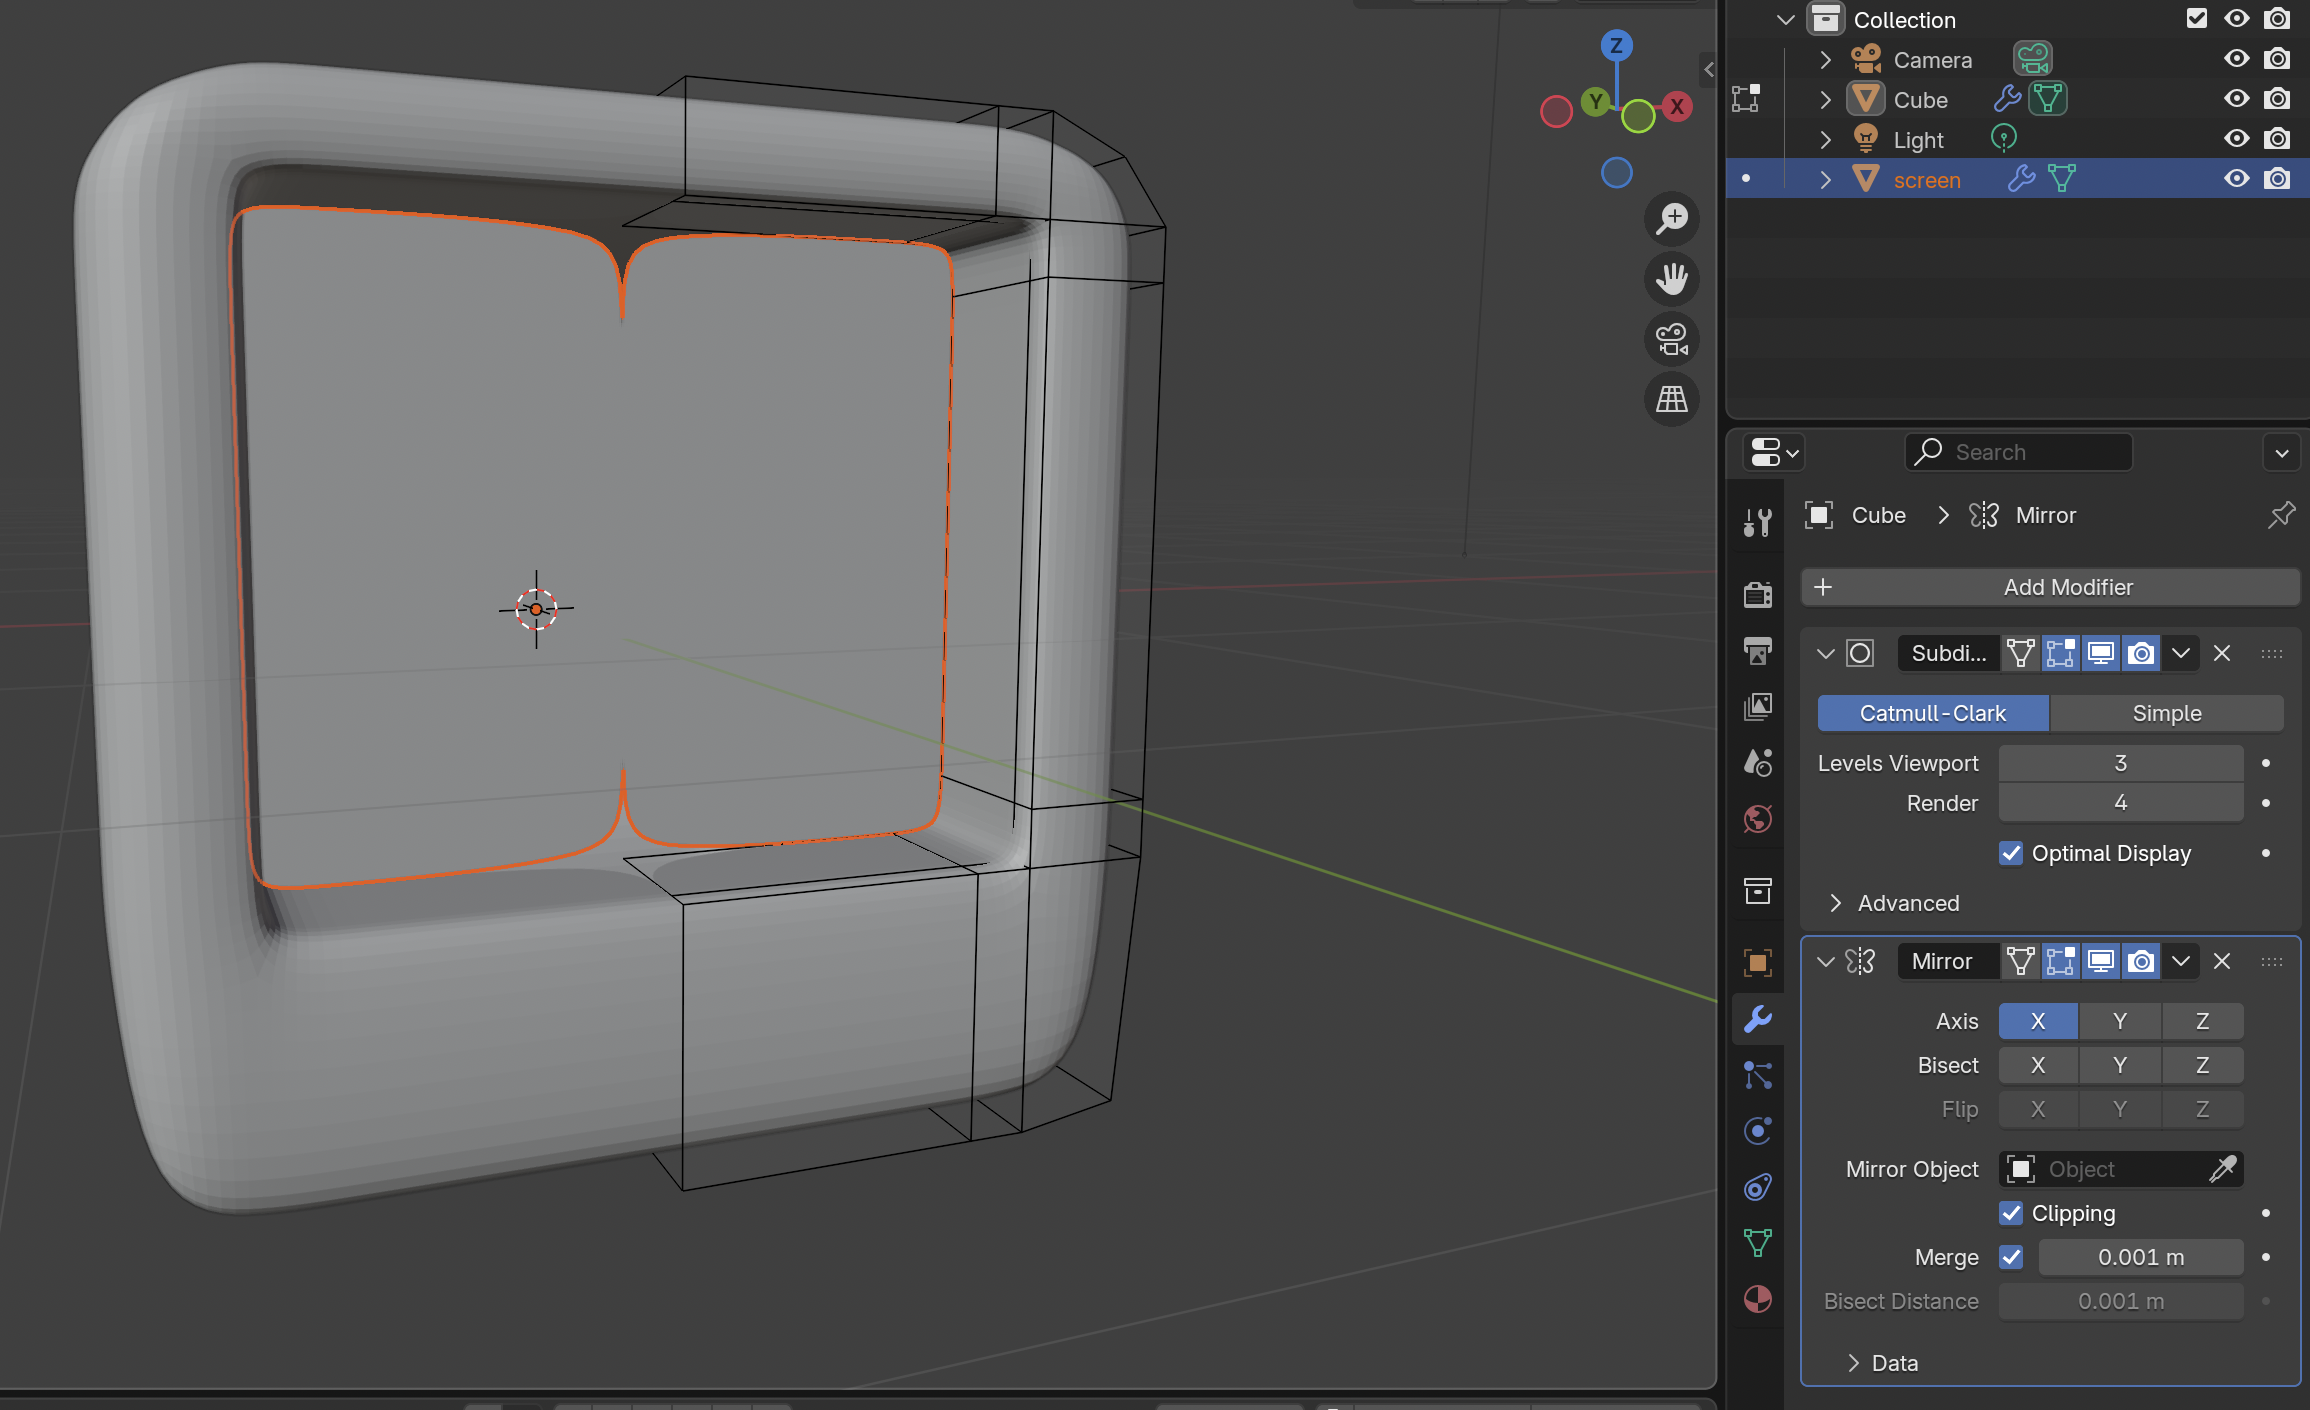 Collection
Camera
Cube
Light
screen
Z
Y
X
Search
Cube > Mirror
+ Add Modifier
Subdi...
Catmull-Clark Simple
Levels Viewport 3
Render 4
Optimal Display
Advanced
Mirror
Axis X Y Z
Bisect X Y Z
Flip X Y Z
Mirror Object Object
Clipping
Merge 0.001 m
Bisect Distance 0.001 m
Data